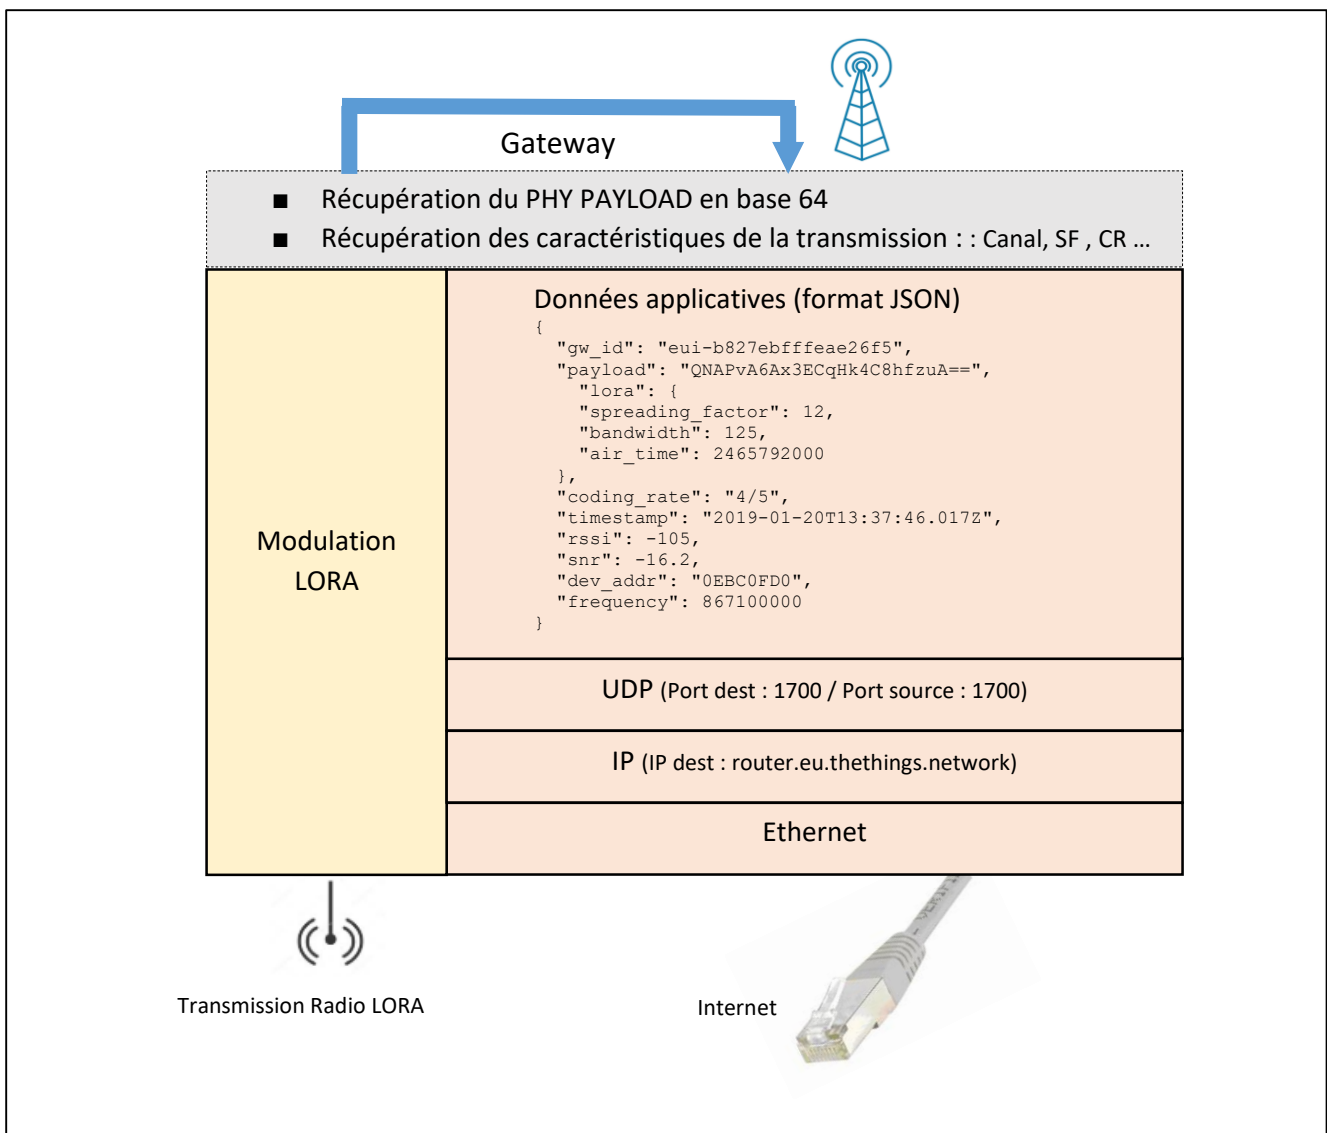 Gateway
■ Récupération du PHY PAYLOAD en base 64
■ Récupération des caractéristiques de la transmission : : Canal, SF , CR …
Données applicatives (format JSON)
{
"gw_id": "eui-b827ebfffeae26f5",
"payload": "QNAPvA6Ax3ECqHk4C8hfzuA==",
"lora": {
"spreading_factor": 12,
"bandwidth": 125,
"air_time": 2465792000
},
"coding_rate": "4/5",
"timestamp": "2019-01-20T13:37:46.017Z",
"rssi": -105,
"snr": -16.2,
"dev_addr": "0EBC0FD0",
"frequency": 867100000
}
Modulation
LORA
UDP (Port dest : 1700 / Port source : 1700)
IP (IP dest : router.eu.thethings.network)
Ethernet
Transmission Radio LORA
Internet